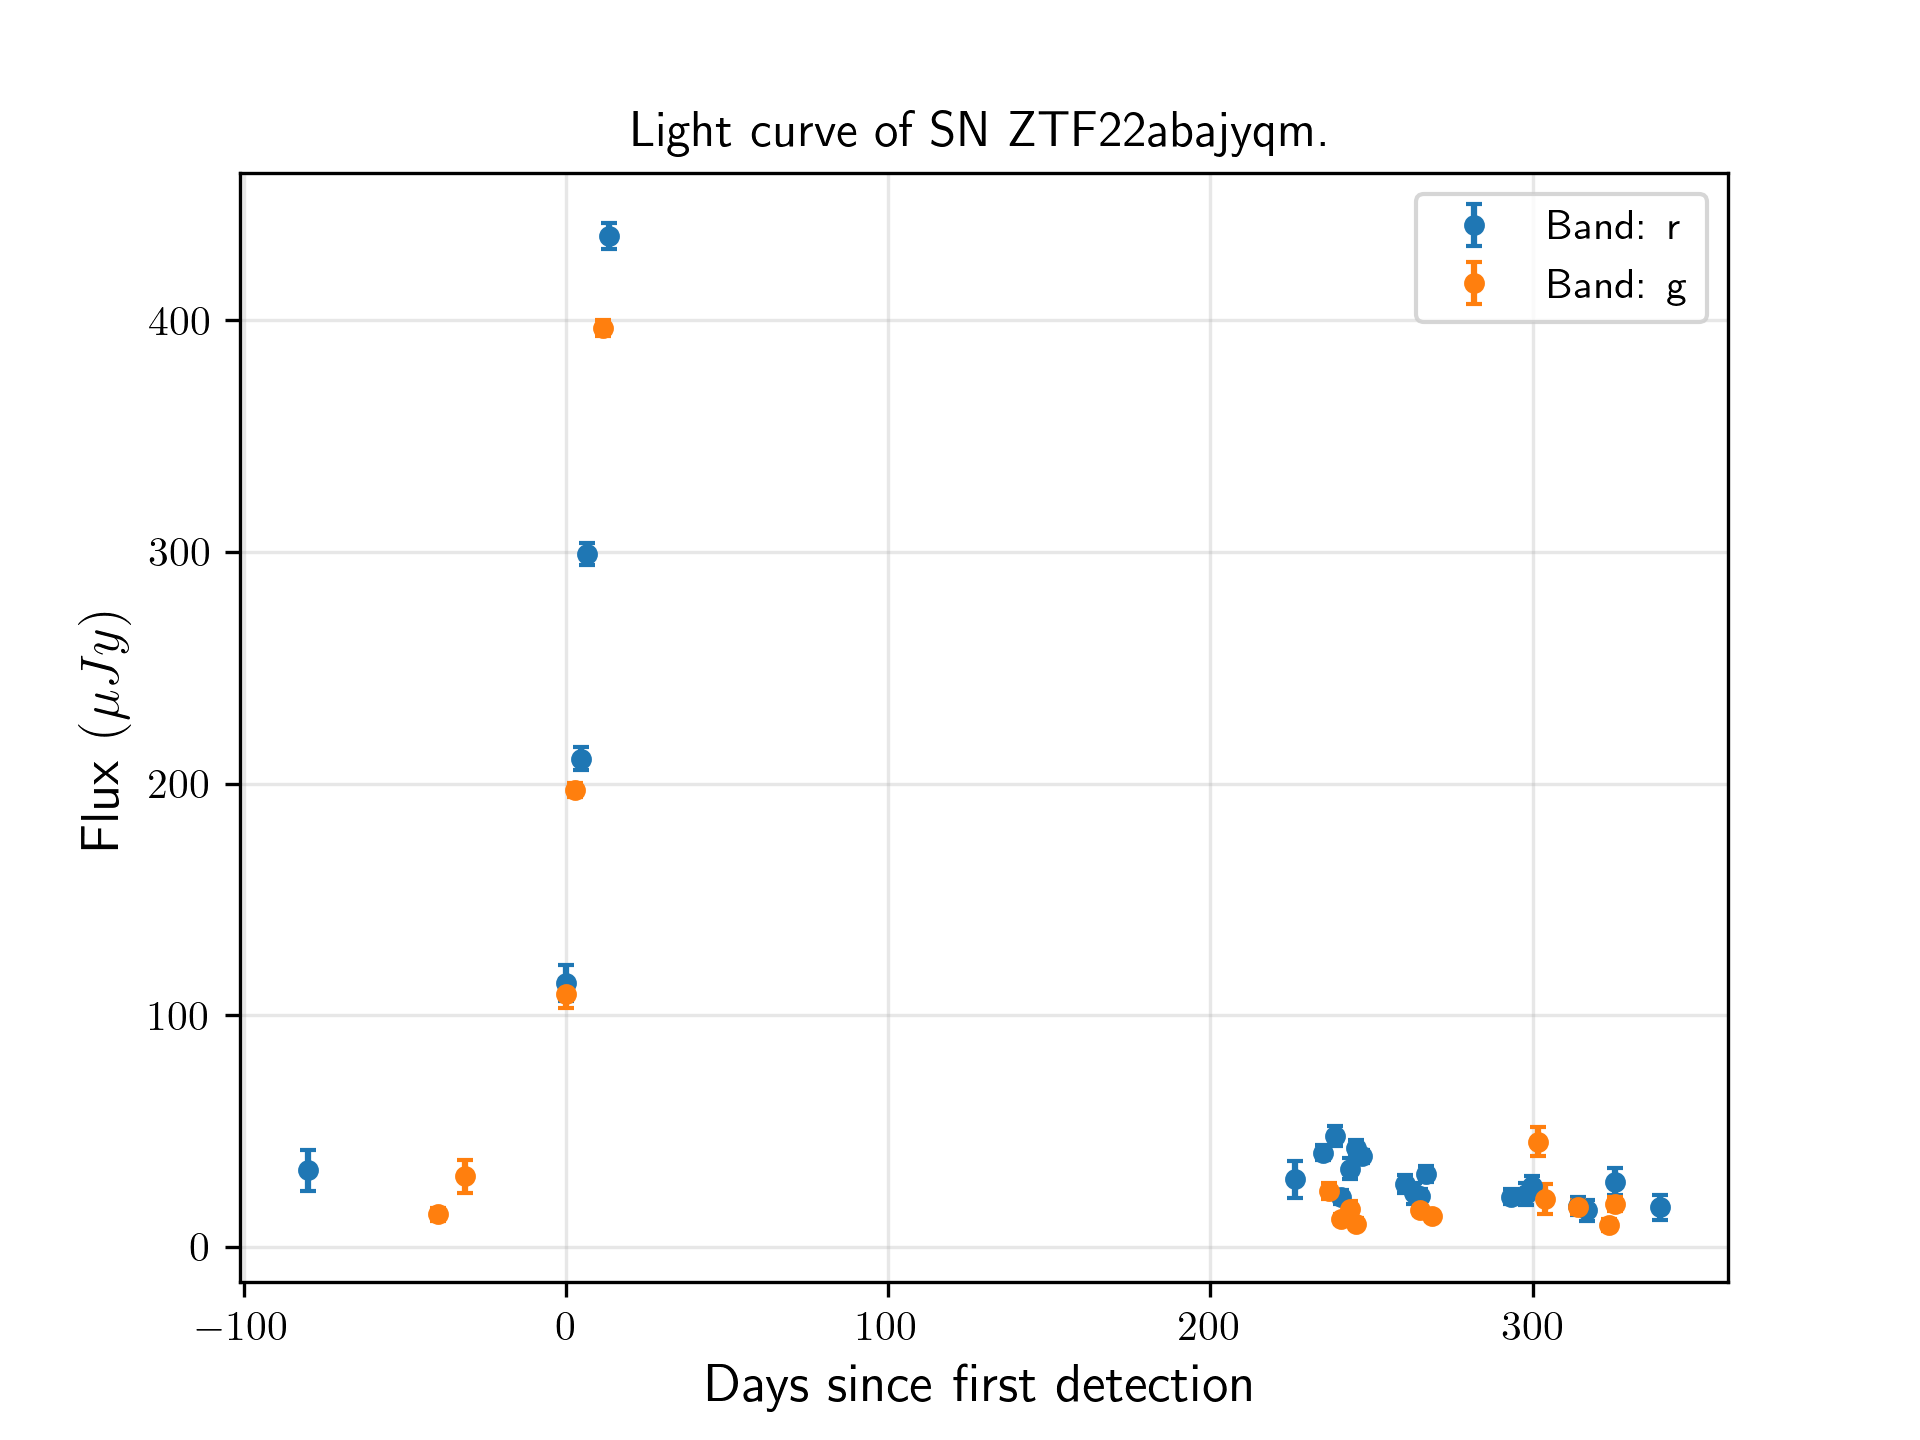 Light curve of SN ZTF22abajyqm.
Band: r
Band: g
400
300
200
100
0
Flux (μJy)
−100 0 100 200 300
Days since first detection